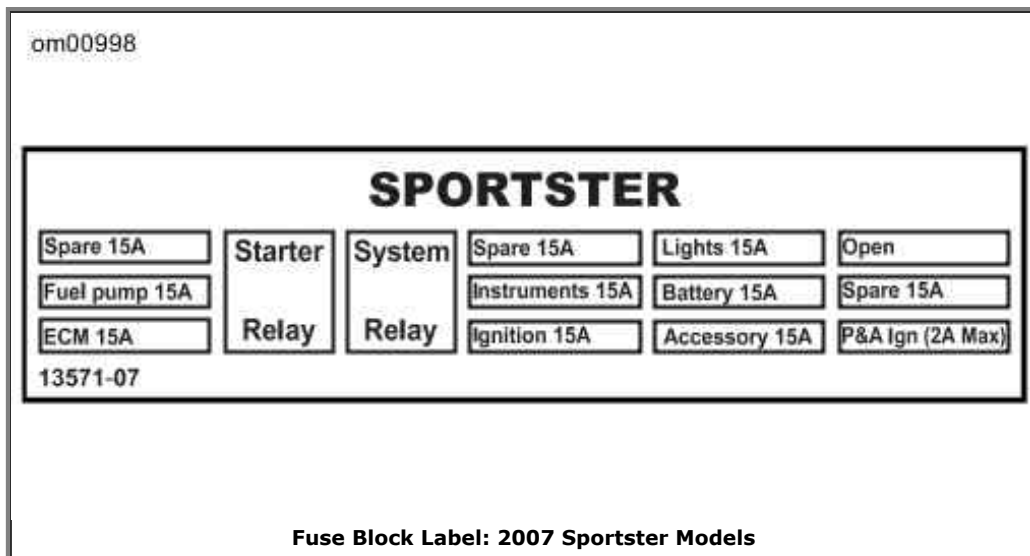 om00998
SPORTSTER
Spare 15A
Fuel pump 15A
ECM 15A
Starter
Relay
System
Relay
Spare 15A
Instruments 15A
Ignition 15A
Lights 15A
Battery 15A
Accessory 15A
Open
Spare 15A
P&A Ign (2A Max)
13571-07
Fuse Block Label: 2007 Sportster Models